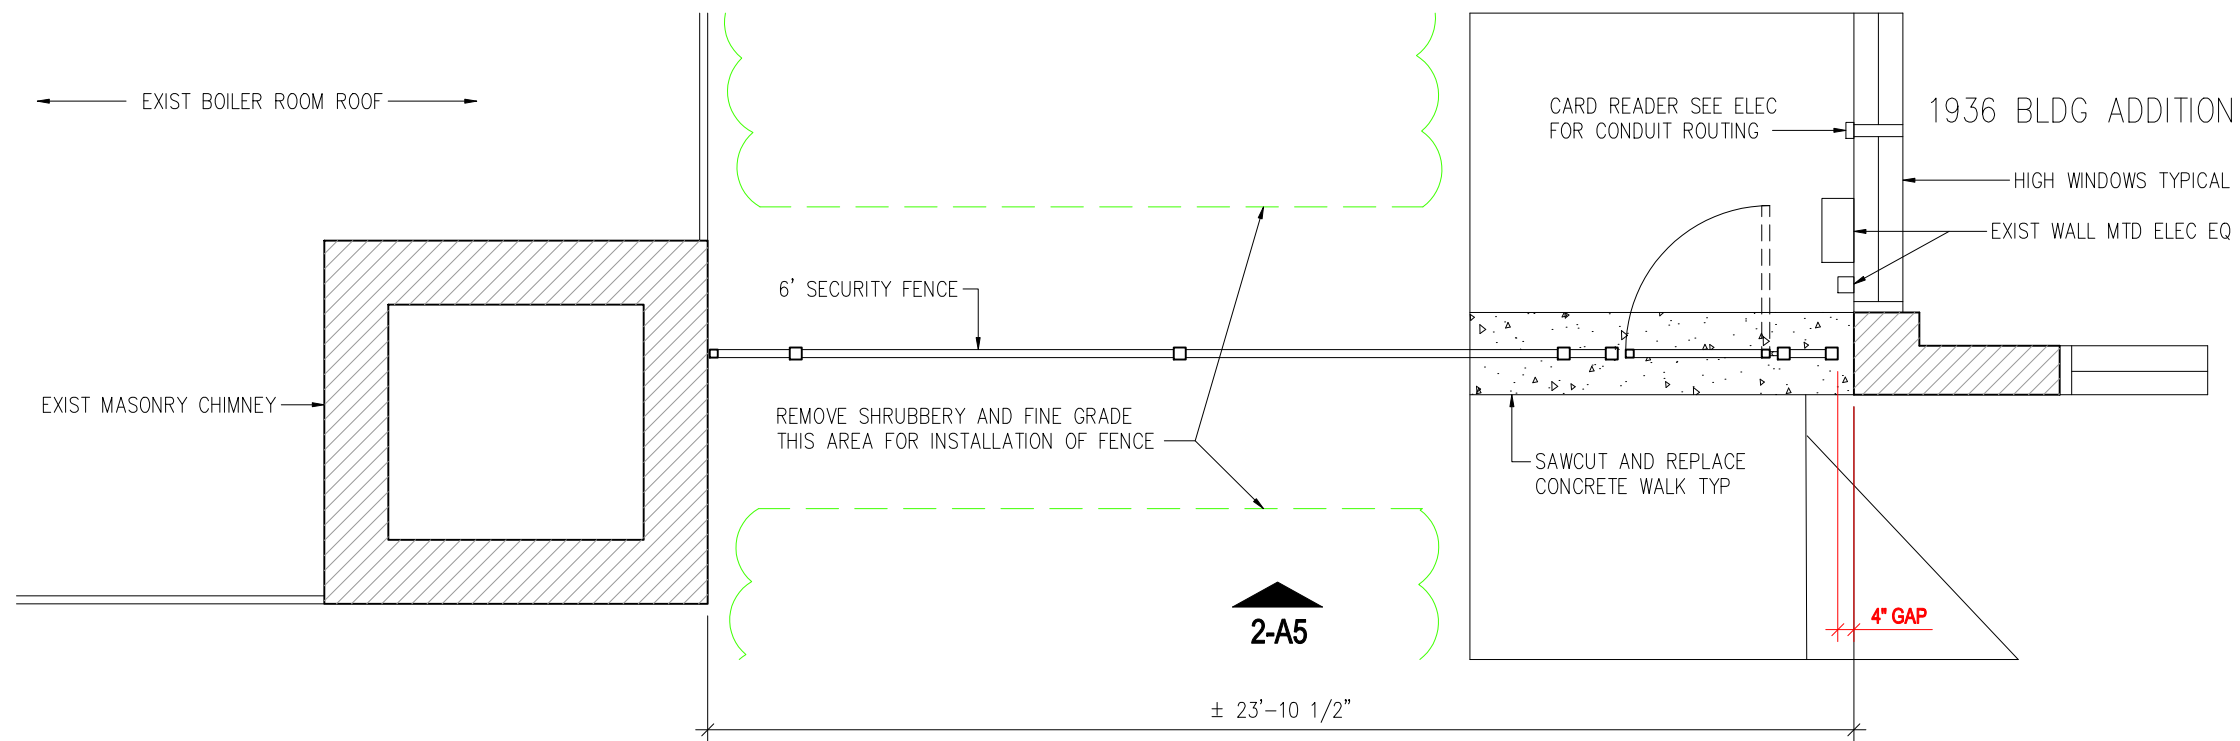 EXIST BOILER ROOM ROOF
CARD READER SEE ELEC
FOR CONDUIT ROUTING
1936 BLDG ADDITION
HIGH WINDOWS TYPICAL
EXIST WALL MTD ELEC EQ
6' SECURITY FENCE
EXIST MASONRY CHIMNEY
REMOVE SHRUBBERY AND FINE GRADE
THIS AREA FOR INSTALLATION OF FENCE
SAWCUT AND REPLACE
CONCRETE WALK TYP
2-A5
4" GAP
± 23'-10 1/2"